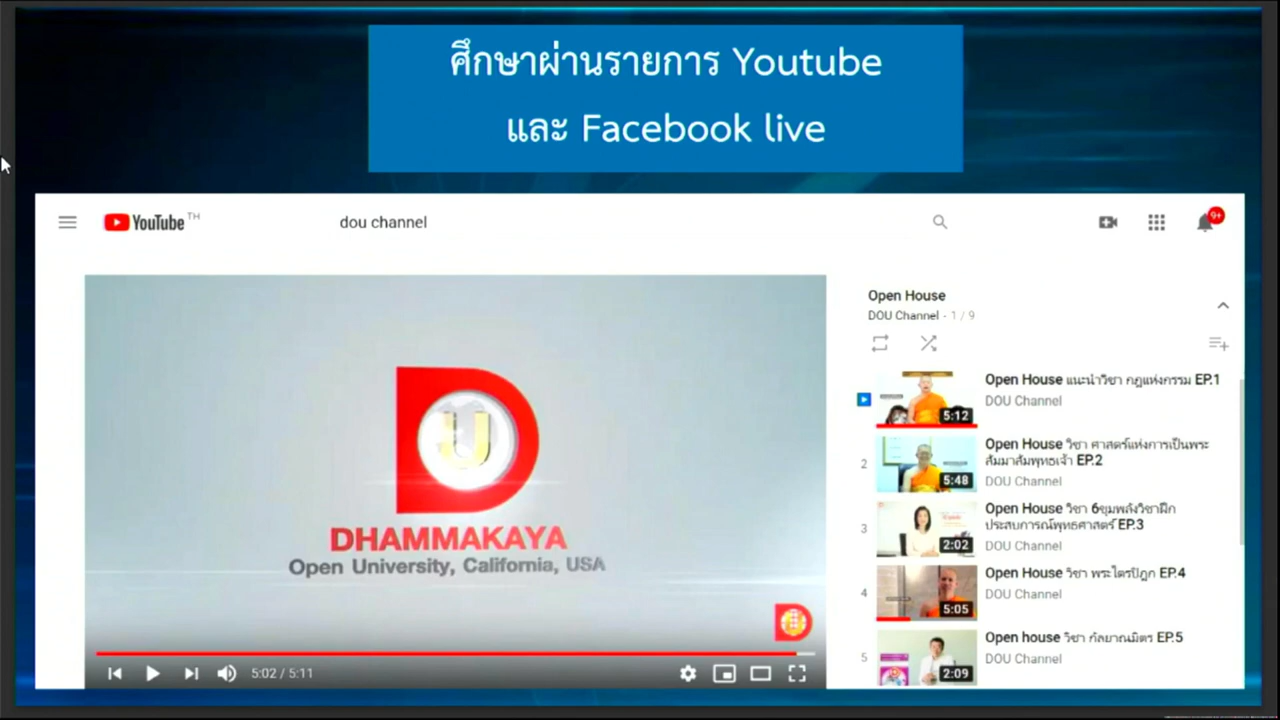 ศึกษาผ่านรายการ Youtube
และ Facebook live
YouTube TH
dou channel
9+
Open House
DOU Channel - 1 / 9
U
DHAMMAKAYA
Open University, California, USA
5:02 / 5:11
Open House แนะนำวิชา กฎแห่งกรรม EP.1
DOU Channel
5:12
2
Open House วิชา ศาสตร์แห่งการเป็นพระ
สัมมาสัมพุทธเจ้า EP.2
DOU Channel
5:48
3
Open House วิชา 6ขุมพลังวิชาฝึก
ประสบการณ์พุทธศาสตร์ EP.3
DOU Channel
2:02
4
Open House วิชา พระไตรปิฎก EP.4
DOU Channel
5:05
5
Open house วิชา กัลยาณมิตร EP.5
DOU Channel
2:09